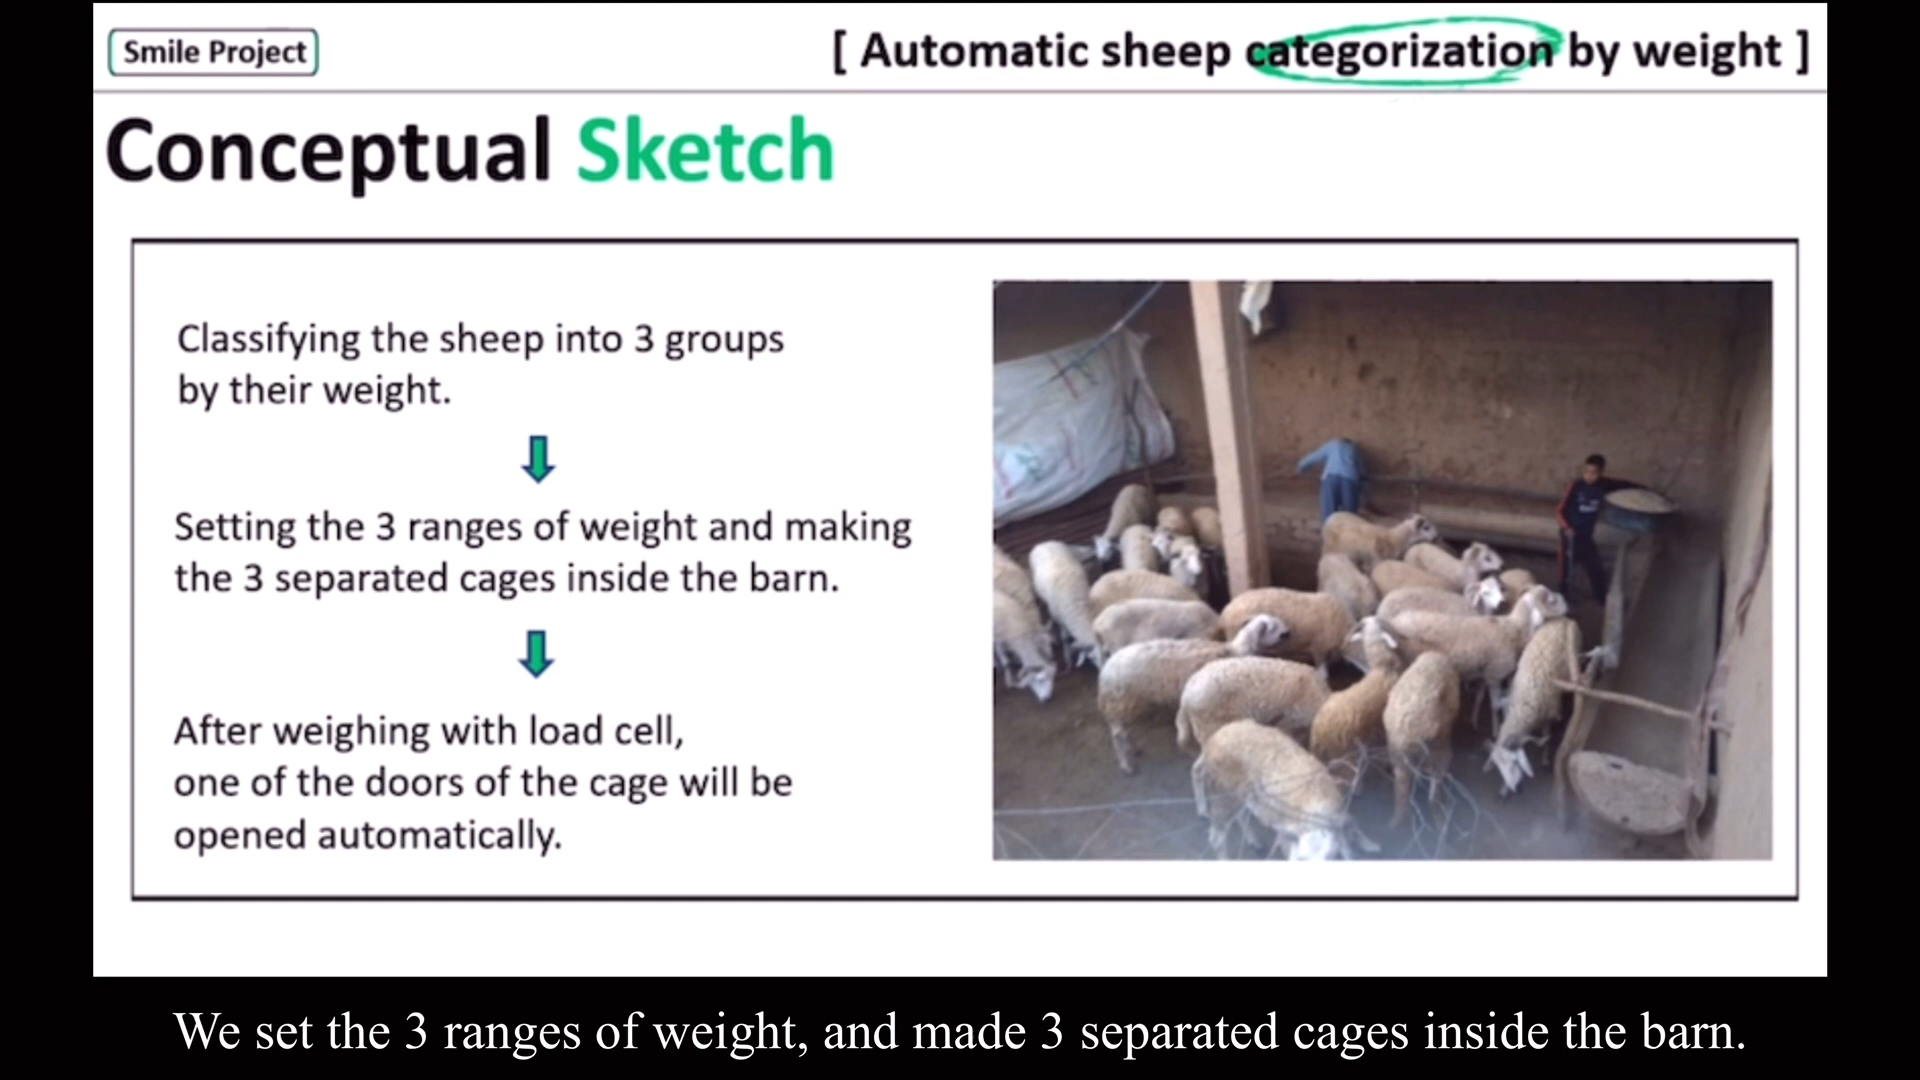 Smile Project
[ Automatic sheep categorization by weight ]
Conceptual Sketch
Classifying the sheep into 3 groups
by their weight.
Setting the 3 ranges of weight and making
the 3 separated cages inside the barn.
After weighing with load cell,
one of the doors of the cage will be
opened automatically.
We set the 3 ranges of weight, and made 3 separated cages inside the barn.